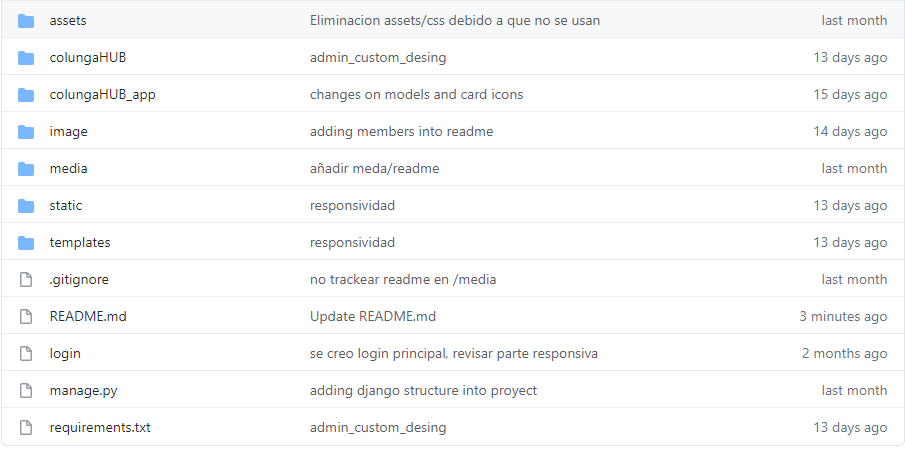 assets Eliminacion assets/css debido a que no se usan last month
colungaHUB admin_custom_desing 13 days ago
colungaHUB_app changes on models and card icons 15 days ago
image adding members into readme 14 days ago
media añadir meda/readme last month
static responsividad 13 days ago
templates responsividad 13 days ago
.gitignore no trackear readme en /media last month
README.md Update README.md 3 minutes ago
login se creo login principal, revisar parte responsiva 2 months ago
manage.py adding django structure into proyect last month
requirements.txt admin_custom_desing 13 days ago